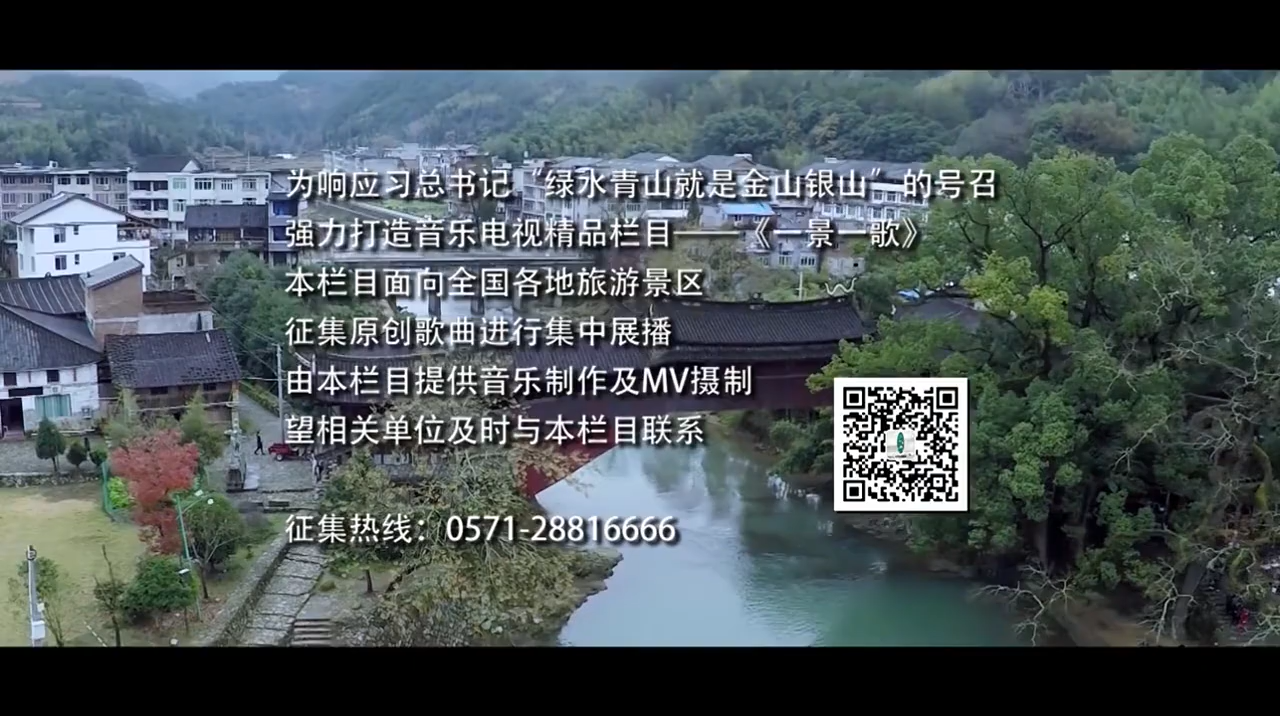 为响应习总书记“绿水青山就是金山银山”的号召
强力打造音乐电视精品栏目——《一景一歌》
本栏目面向全国各地旅游景区
征集原创歌曲进行集中展播
由本栏目提供音乐制作及MV摄制
望相关单位及时与本栏目联系
征集热线：0571-28816666